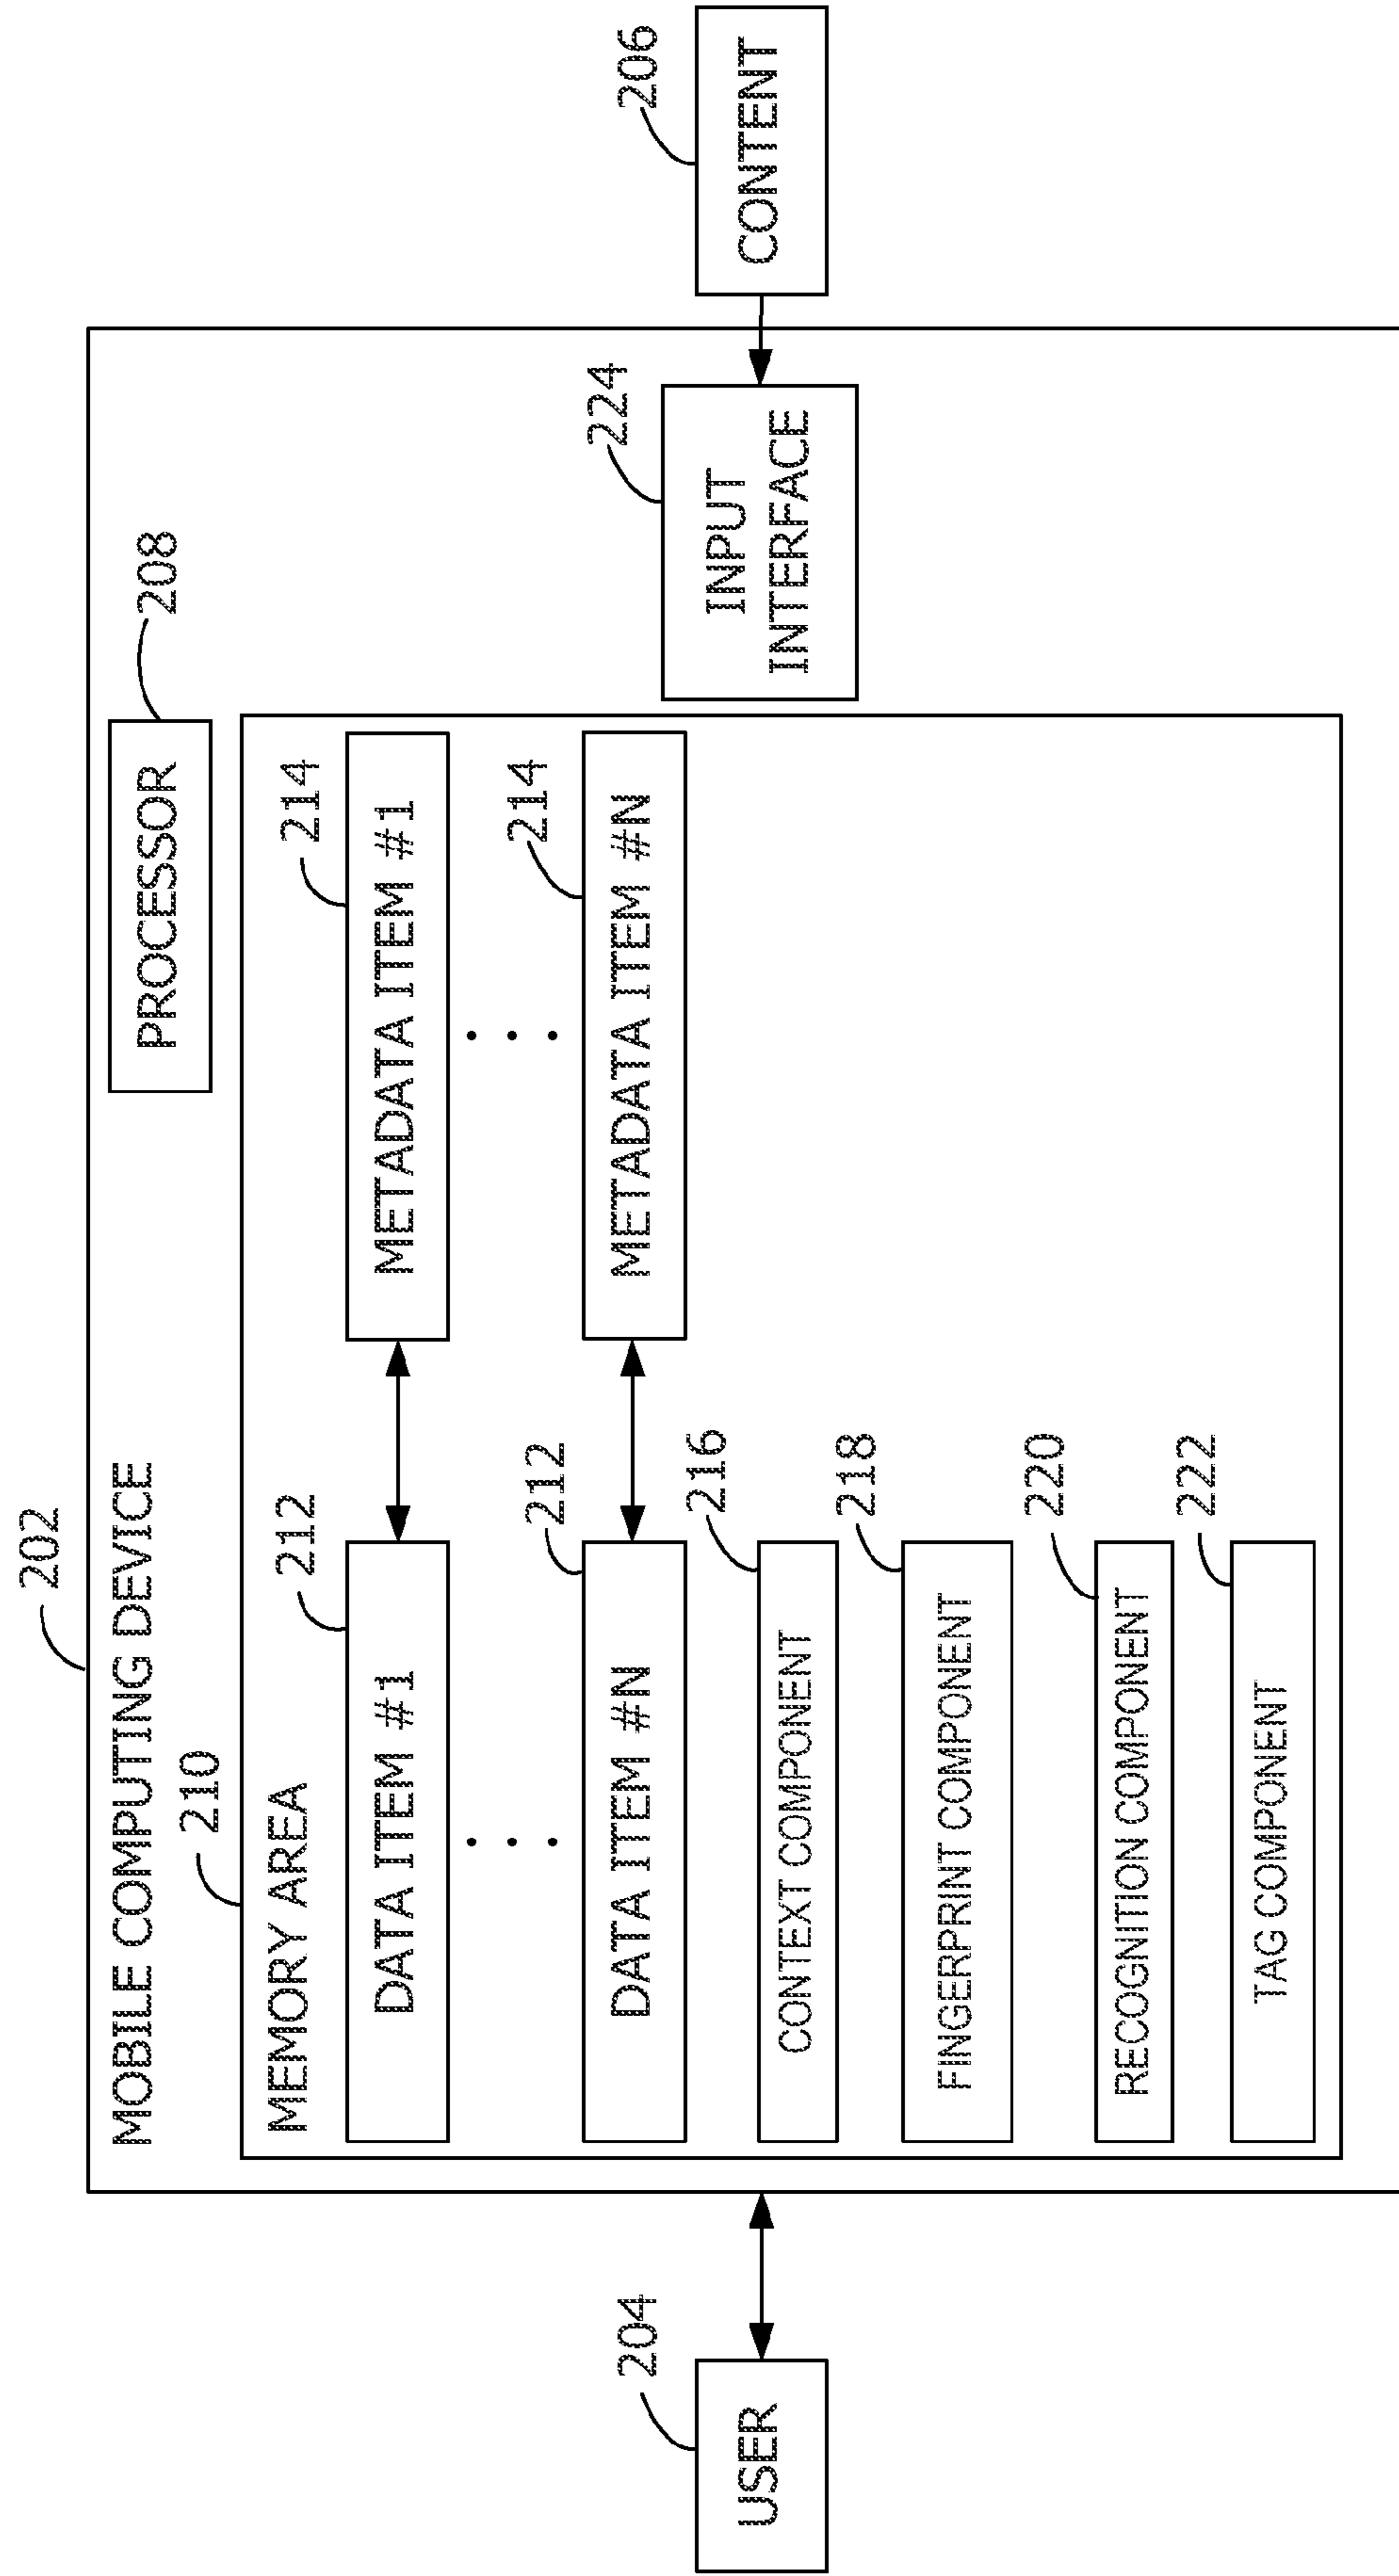 202
MOBILE COMPUTING DEVICE
PROCESSOR
208
210
MEMORY AREA
212
214
DATA ITEM #1
METADATA ITEM #1
. . .
. . .
212
214
DATA ITEM #N
METADATA ITEM #N
204
USER
216
CONTEXT COMPONENT
218
FINGERPRINT COMPONENT
220
RECOGNITION COMPONENT
222
TAG COMPONENT
224
INPUT
INTERFACE
206
CONTENT